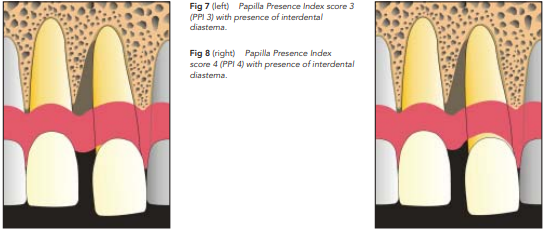 Fig 7 (left) Papilla Presence Index score 3
(PPI 3) with presence of interdental
diastema.
Fig 8 (right) Papilla Presence Index
score 4 (PPI 4) with presence of interdental
diastema.